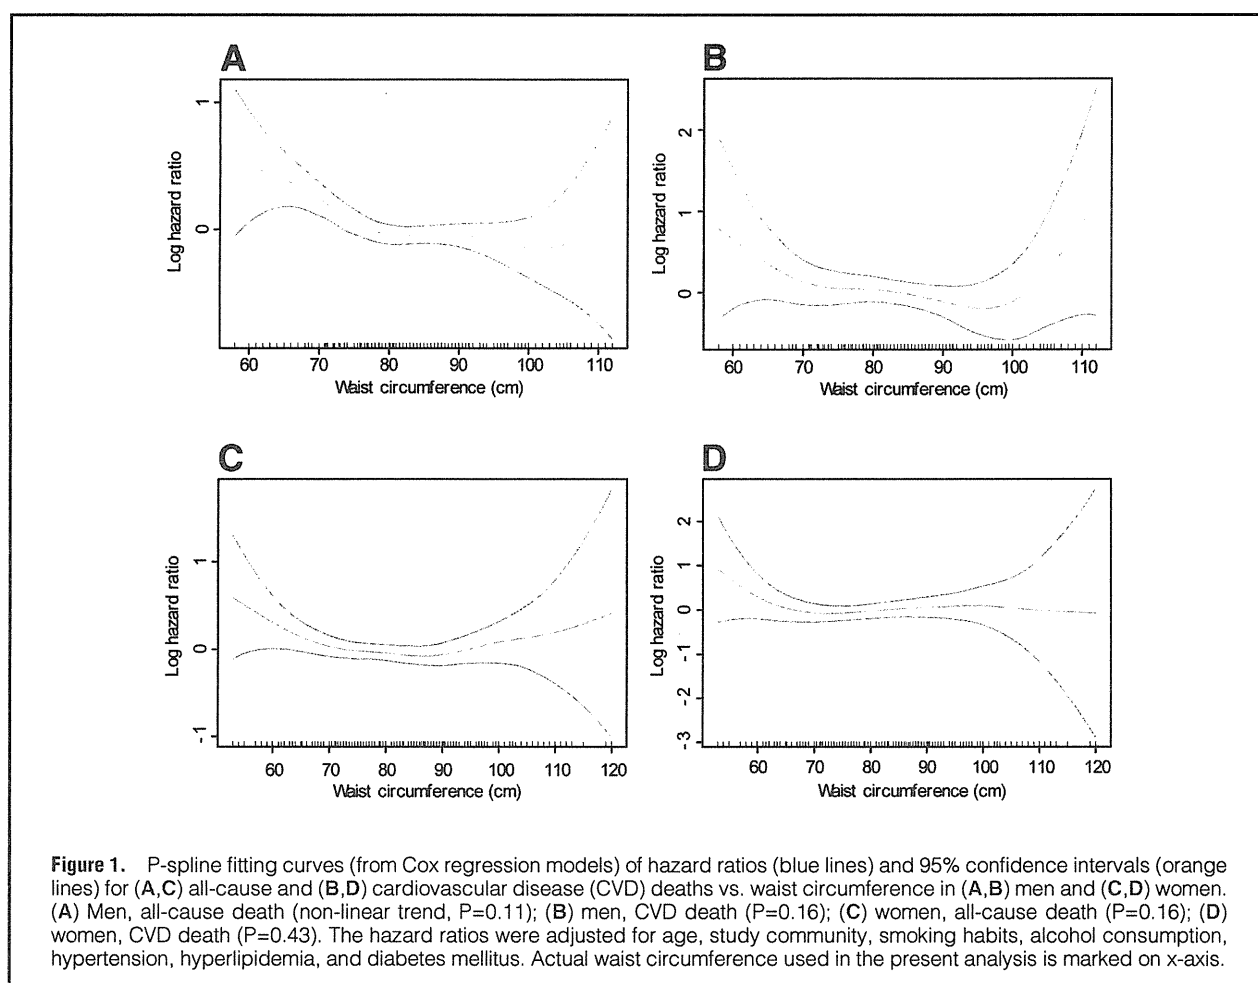 A
B
1
0
Log hazard ratio
60 70 80 90 100 110
Waist circumference (cm)
2
1
0
Log hazard ratio
60 70 80 90 100 110
Waist circumference (cm)
C
D
1
0
-1
Log hazard ratio
60 70 80 90 100 110 120
Waist circumference (cm)
2
1
0
-1
-2
-3
Log hazard ratio
60 70 80 90 100 110 120
Waist circumference (cm)
Figure 1. P-spline fitting curves (from Cox regression models) of hazard ratios (blue lines) and 95% confidence intervals (orange
lines) for (A,C) all-cause and (B,D) cardiovascular disease (CVD) deaths vs. waist circumference in (A,B) men and (C,D) women.
(A) Men, all-cause death (non-linear trend, P=0.11); (B) men, CVD death (P=0.16); (C) women, all-cause death (P=0.16); (D)
women, CVD death (P=0.43). The hazard ratios were adjusted for age, study community, smoking habits, alcohol consumption,
hypertension, hyperlipidemia, and diabetes mellitus. Actual waist circumference used in the present analysis is marked on x-axis.